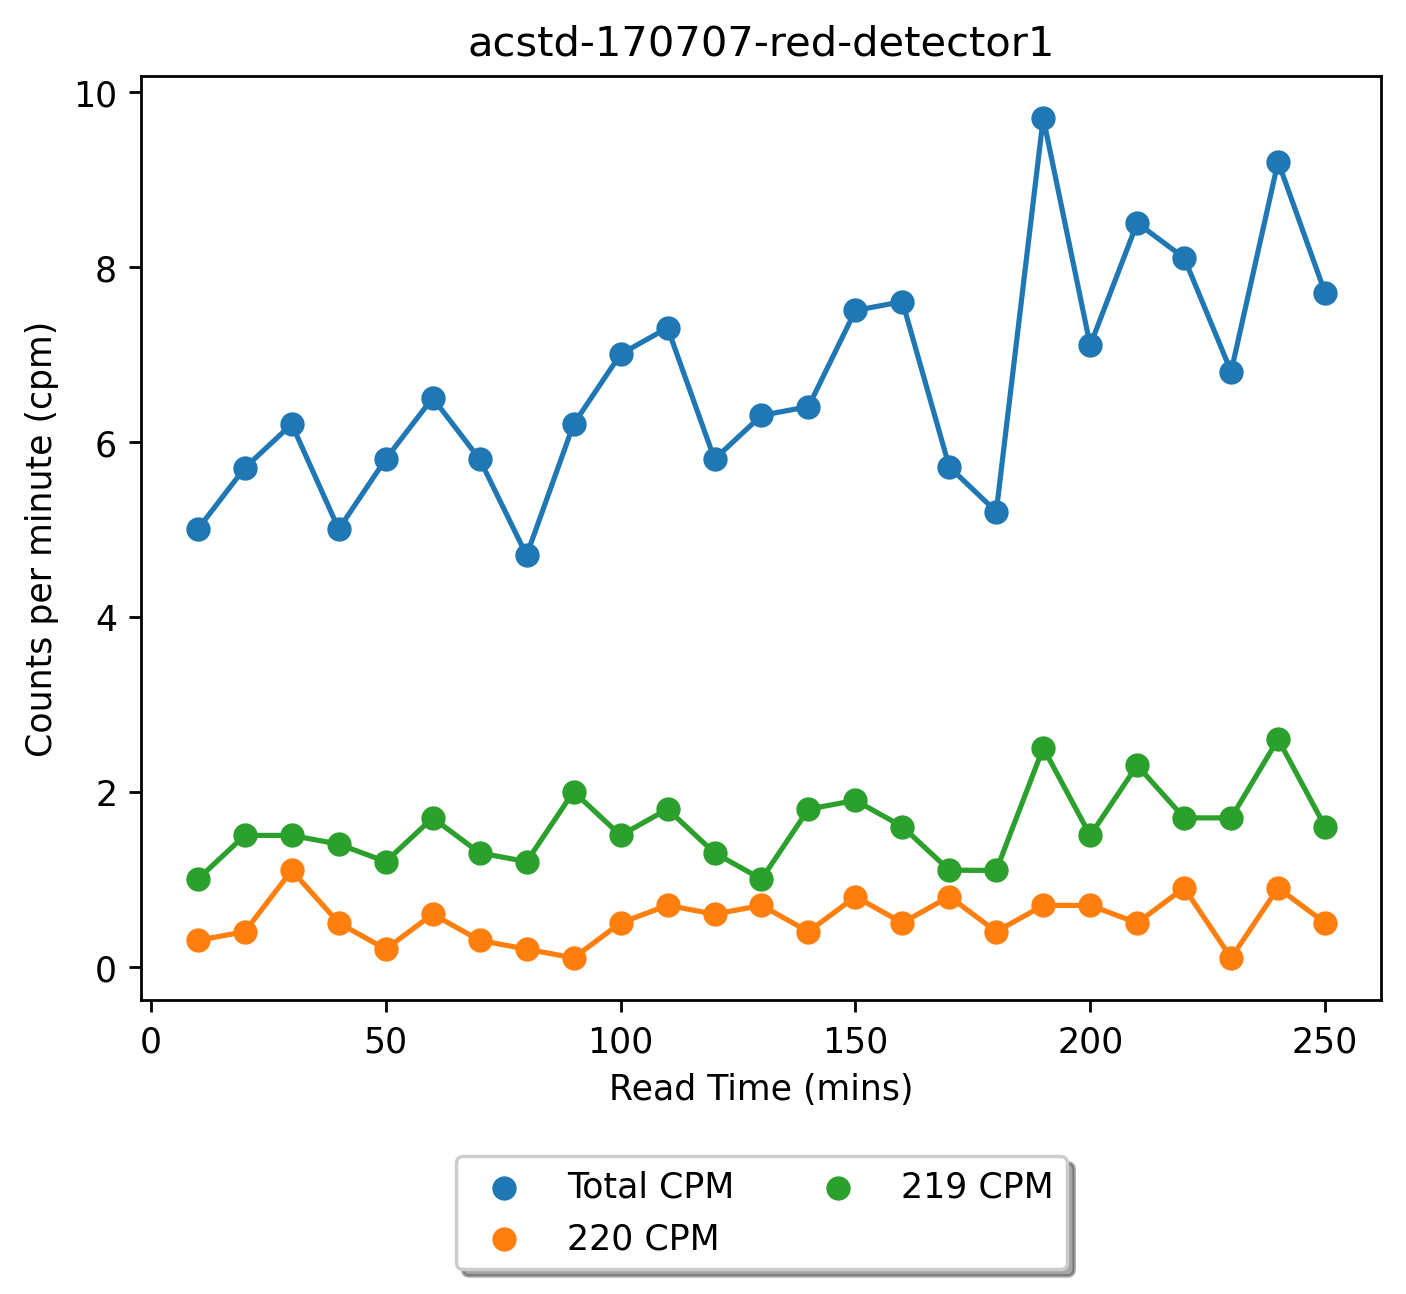 acstd-170707-red-detector1
10
8
6
4
2
0
Counts per minute (cpm)
0 50 100 150 200 250
Read Time (mins)
Total CPM 219 CPM
220 CPM